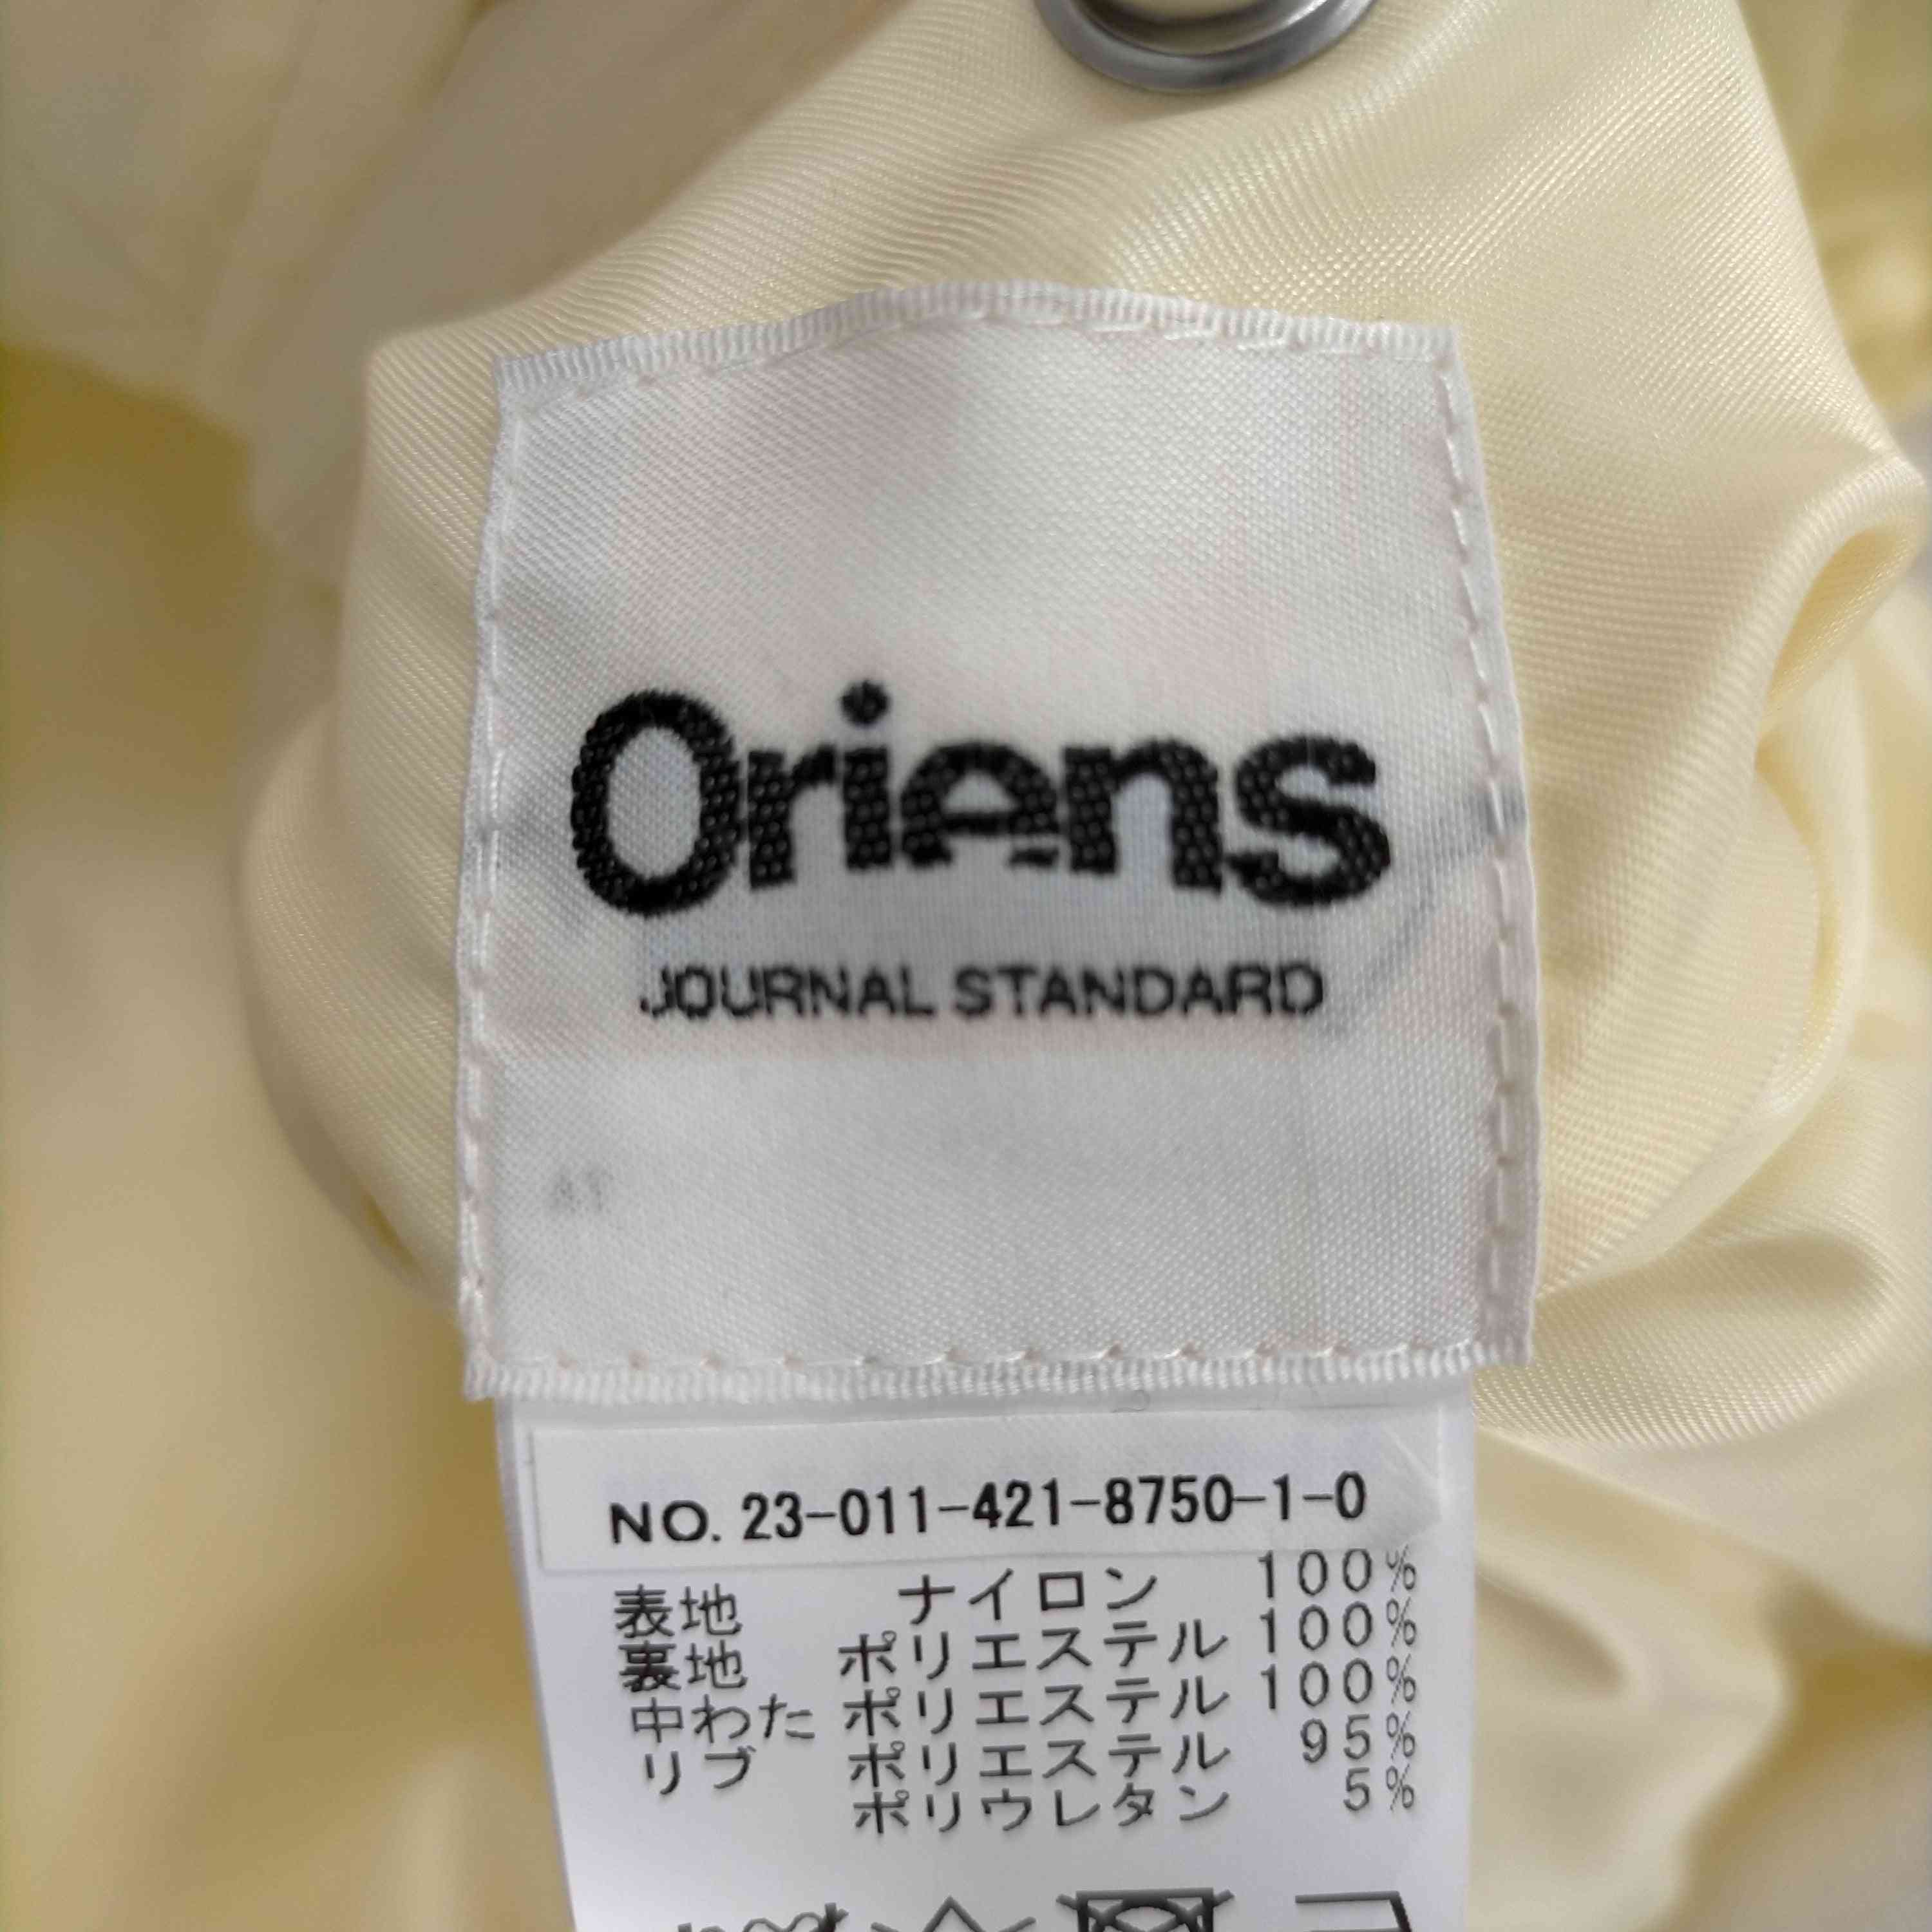 Oriens
JOURNAL STANDARD
NO. 23-011-421-8750-1-0
表地 ナイロン 100%
裏地 ポリエステル 100%
中わた ポリエステル 100%
リブ ポリエステル 95%
ポリウレタン 5%